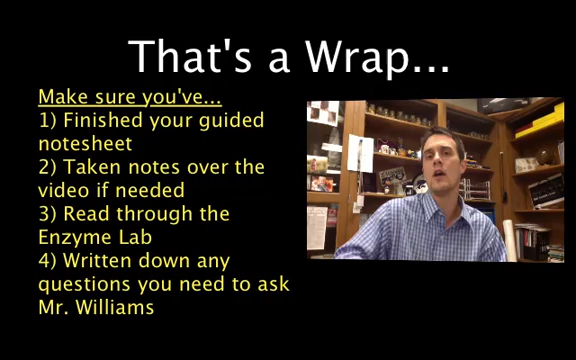 That's a Wrap...
Make sure you've...
1) Finished your guided
notesheet
2) Taken notes over the
video if needed
3) Read through the
Enzyme Lab
4) Written down any
questions you need to ask
Mr. Williams